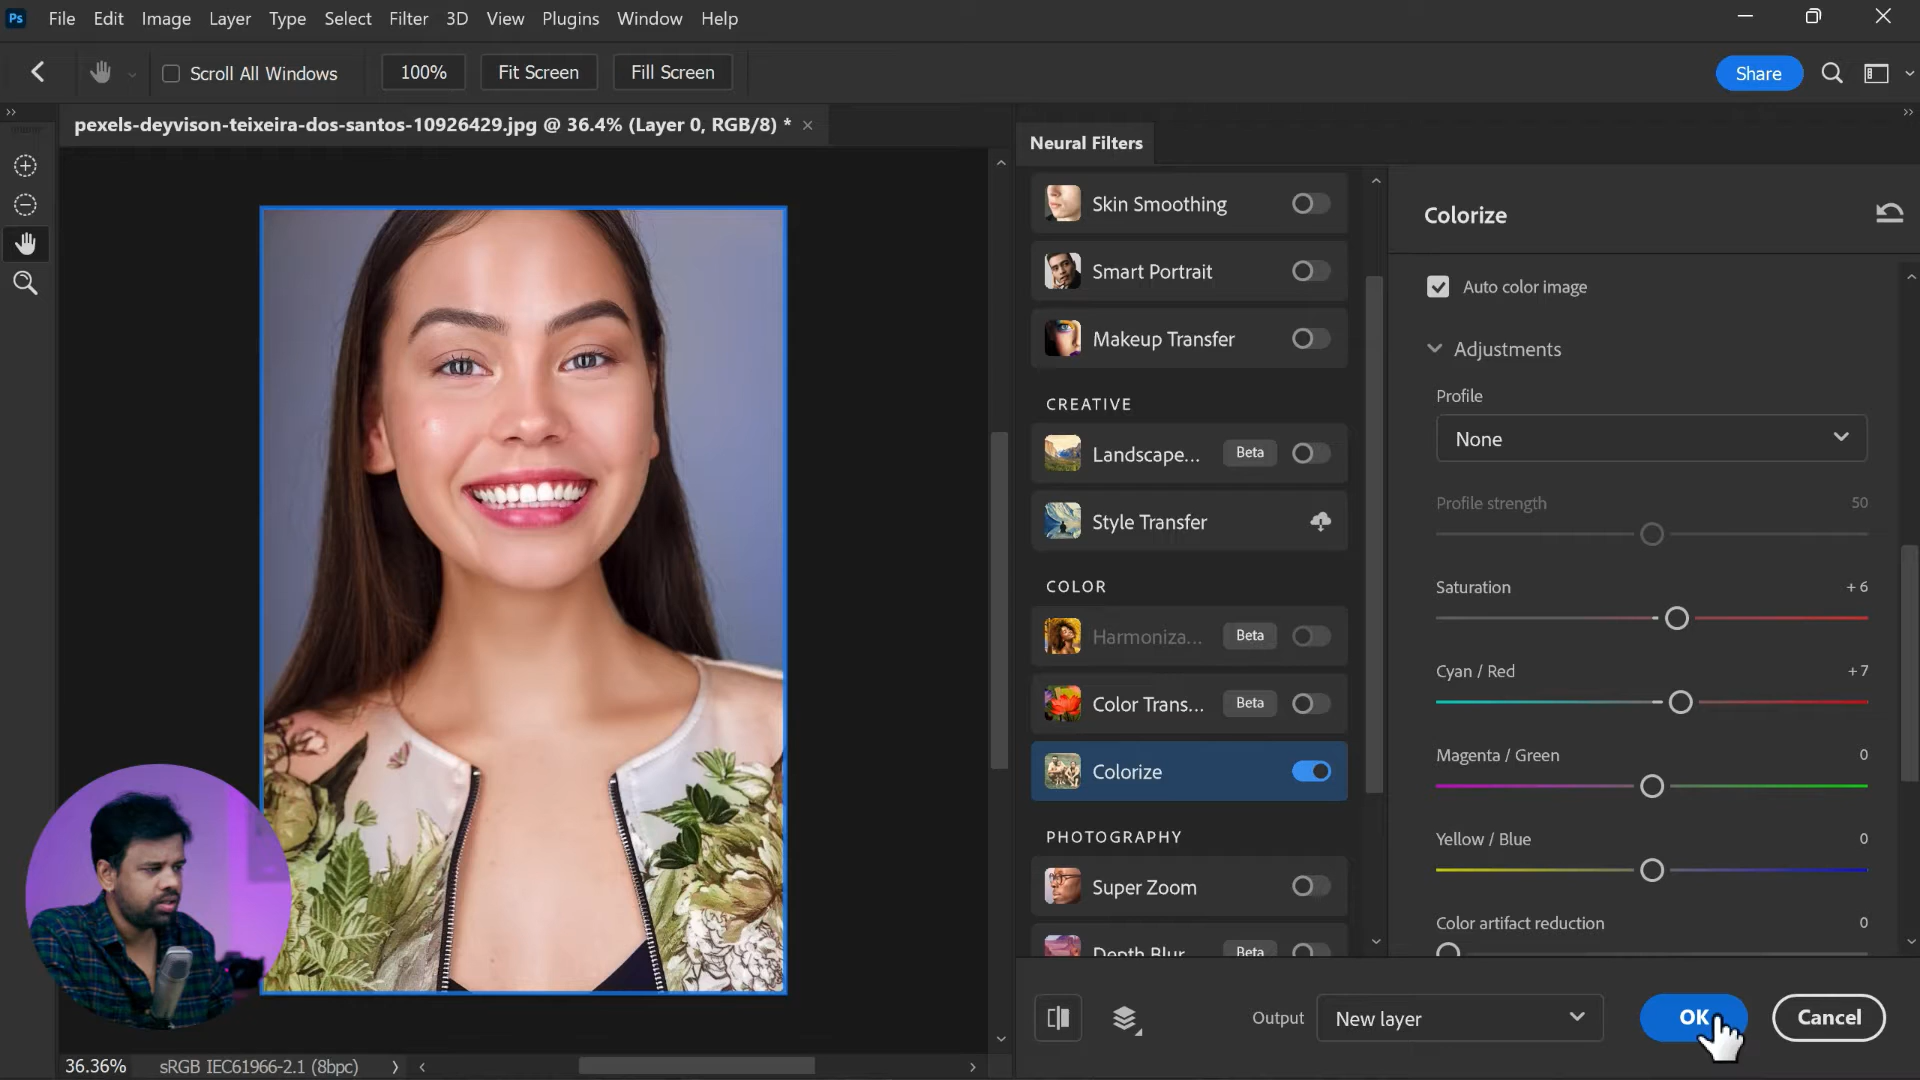 Ps File Edit Image Layer Type Select Filter 3D View Plugins Window Help
Scroll All Windows 100% Fit Screen Fill Screen Share
pexels-deyvison-teixeira-dos-santos-10926429.jpg @ 36.4% (Layer 0, RGB/8) *
Neural Filters
Skin Smoothing
Smart Portrait
Makeup Transfer
CREATIVE
Landscape... Beta
Style Transfer
COLOR
Harmoniza... Beta
Color Trans... Beta
Colorize
PHOTOGRAPHY
Super Zoom
Depth Blur Beta
Colorize
Auto color image
Adjustments
Profile
None
Profile strength 50
Saturation +6
Cyan / Red +7
Magenta / Green 0
Yellow / Blue 0
Color artifact reduction 0
Output New layer OK Cancel
36.36% sRGB IEC61966-2.1 (8bpc)